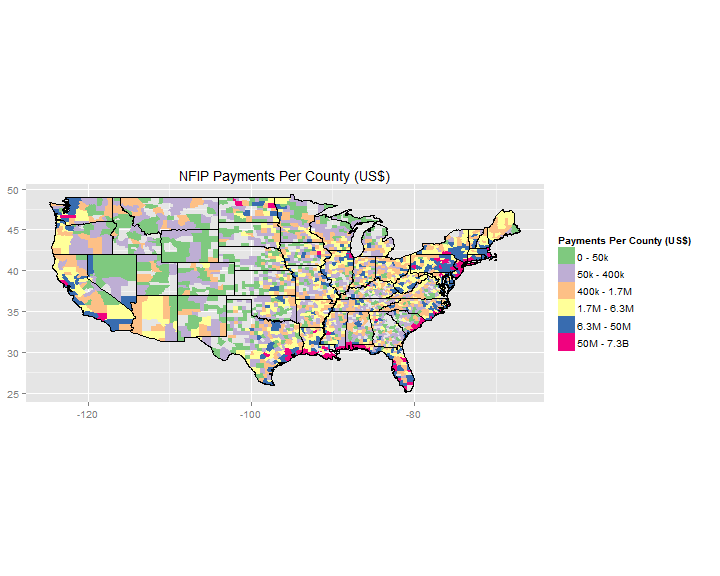 NFIP Payments Per County (US$)
50
45
40
35
30
25
-120
-100
-80
Payments Per County (US$)
0 - 50k
50k - 400k
400k - 1.7M
1.7M - 6.3M
6.3M - 50M
50M - 7.3B